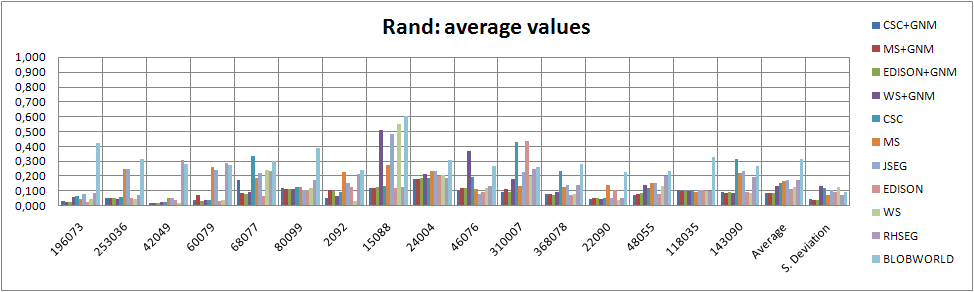 Rand: average values
1,000
0,900
0,800
0,700
0,600
0,500
0,400
0,300
0,200
0,100
0,000
196073
253036
42049
60079
68077
80099
2092
15088
24004
46076
310007
368078
22090
48055
118035
143090
Average
S. Deviation
CSC+GNM
MS+GNM
EDISON+GNM
WS+GNM
CSC
MS
JSEG
EDISON
WS
RHSEG
BLOBWORLD